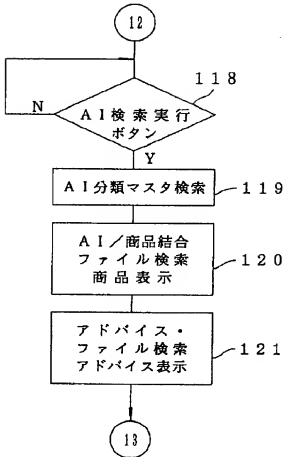 12
118
N
AI検索実行
ボタン
Y
AI分類マスタ検索
119
AI/商品結合
ファイル検索
商品表示
120
アドバイス・
ファイル検索
アドバイス表示
121
13